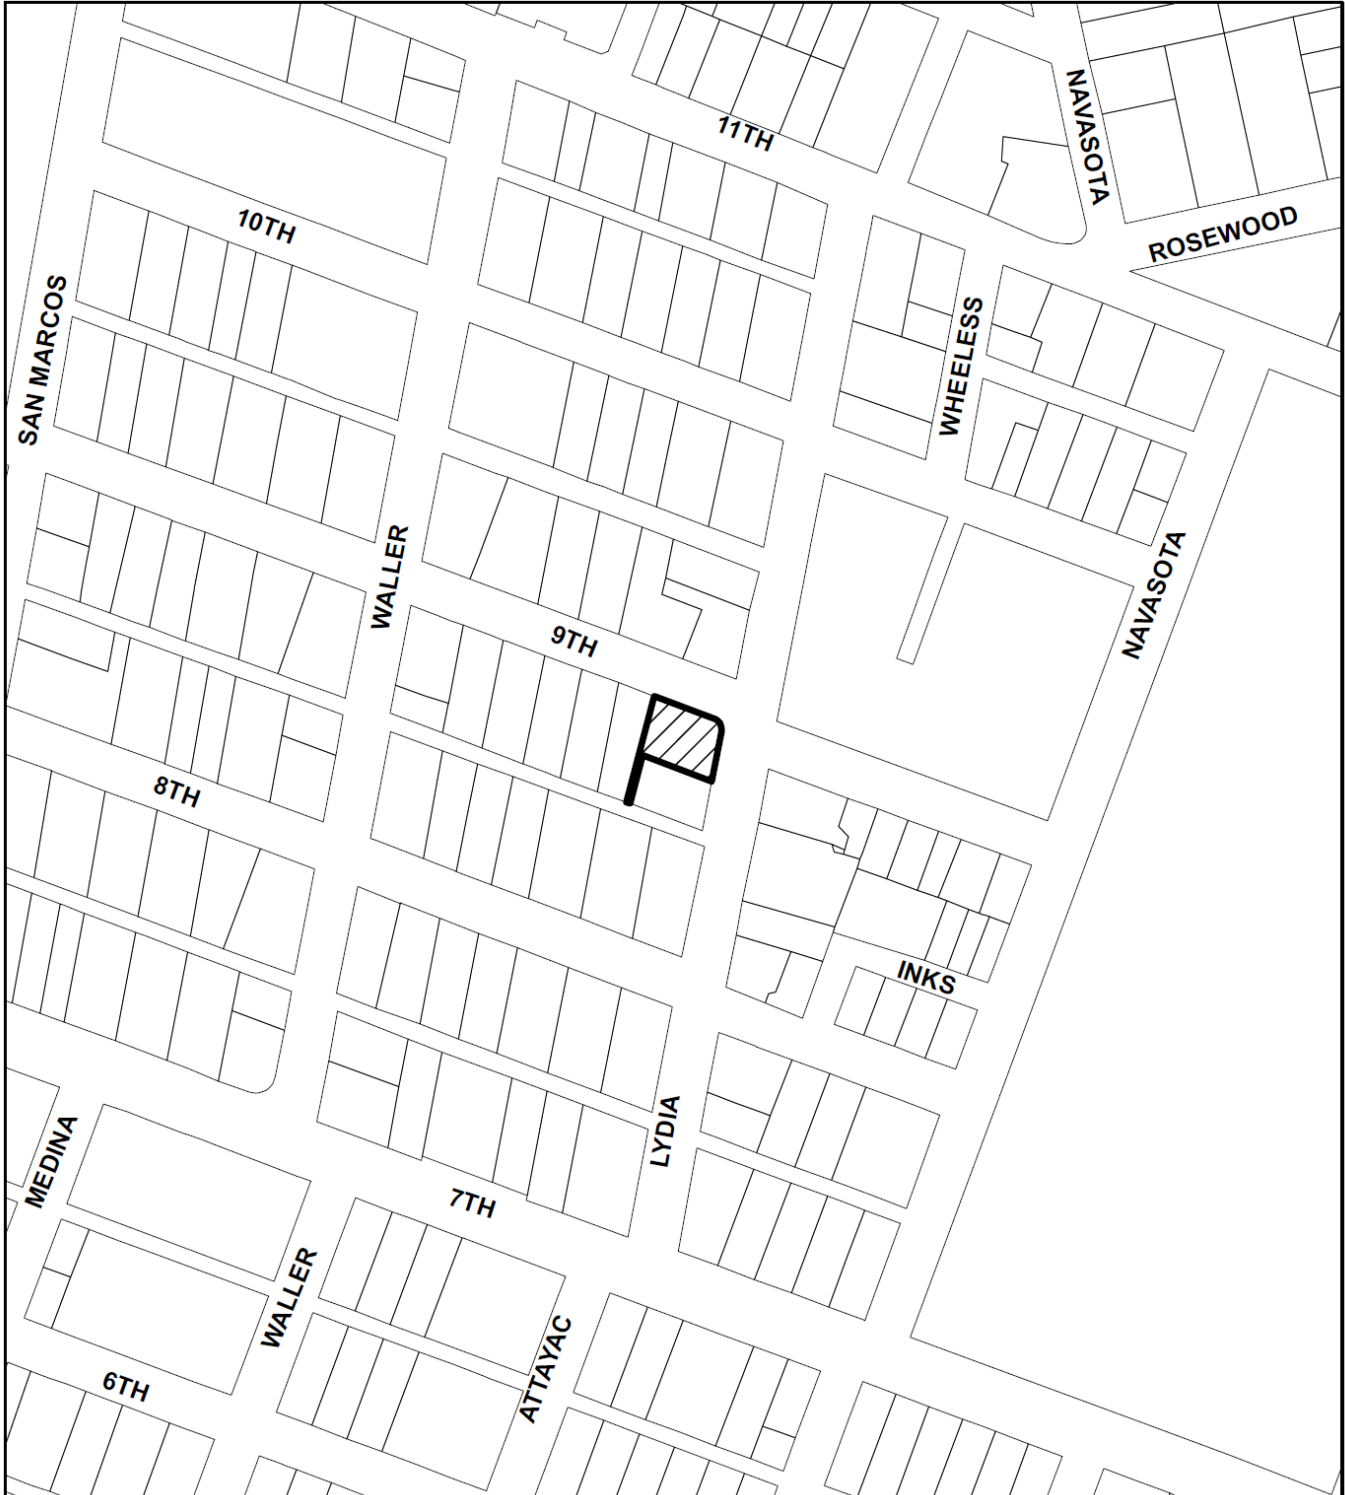 11TH
NAVASOTA
10TH
ROSEWOOD
SAN MARCOS
WHEELESS
WALLER
NAVASOTA
9TH
8TH
INKS
LYDIA
MEDINA
7TH
WALLER
ATTAYAC
6TH